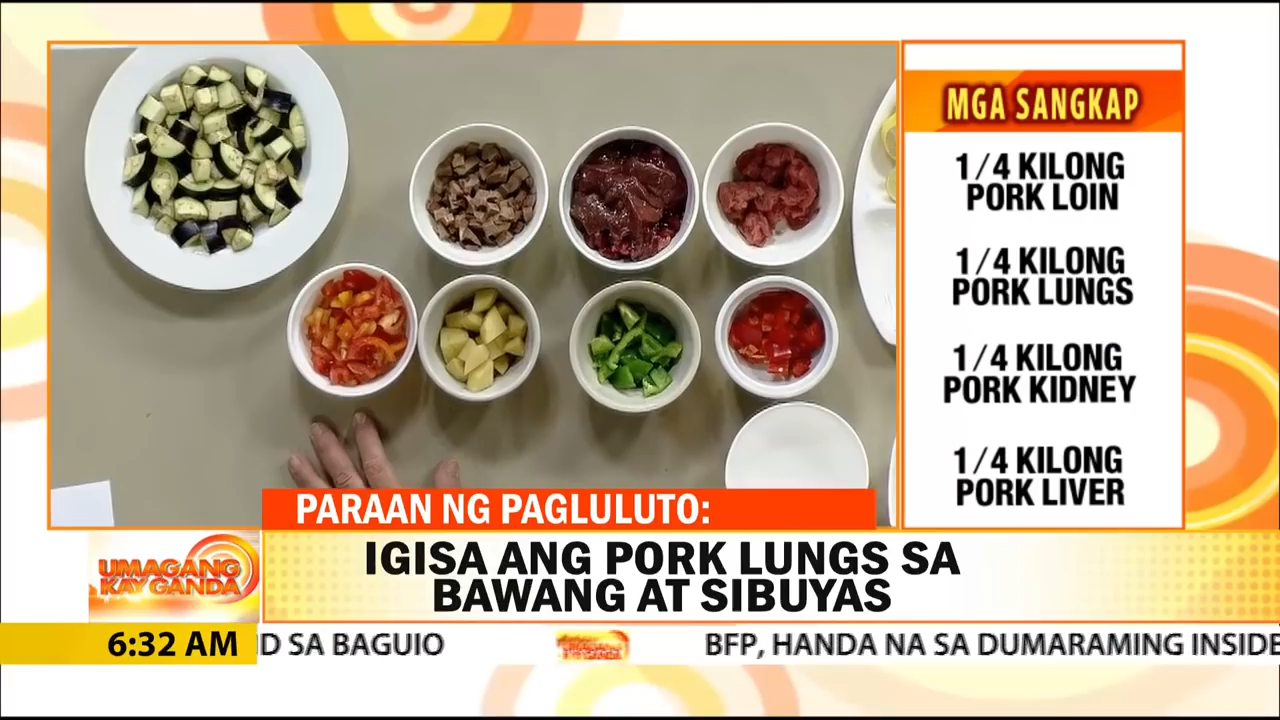 MGA SANGKAP
1/4 KILONG
PORK LOIN
1/4 KILONG
PORK LUNGS
1/4 KILONG
PORK KIDNEY
1/4 KILONG
PORK LIVER
PARAAN NG PAGLULUTO:
IGISA ANG PORK LUNGS SA
BAWANG AT SIBUYAS
UMAGANG
KAY GANDA
6:32 AM
D SA BAGUIO
BFP, HANDA NA SA DUMARAMING INSIDE